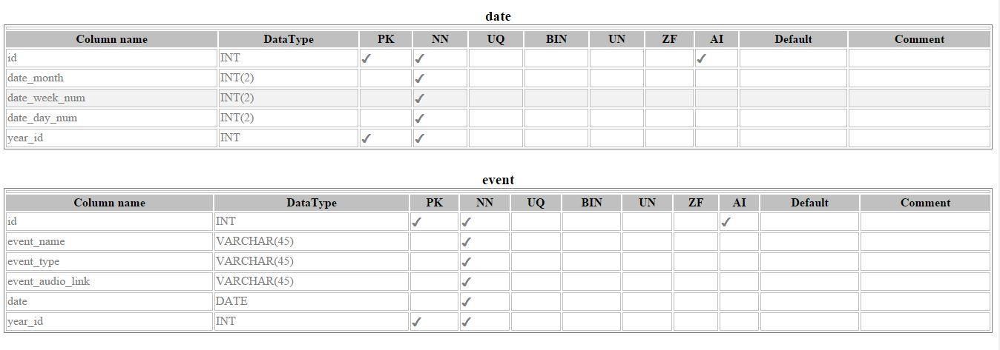 date
Column name DataType PK NN UQ BIN UN ZF AI Default Comment
id INT ✓ ✓ ✓
date_month INT(2) ✓
date_week_num INT(2) ✓
date_day_num INT(2) ✓
year_id INT ✓ ✓
event
Column name DataType PK NN UQ BIN UN ZF AI Default Comment
id INT ✓ ✓ ✓
event_name VARCHAR(45) ✓
event_type VARCHAR(45) ✓
event_audio_link VARCHAR(45) ✓
date DATE ✓
year_id INT ✓ ✓